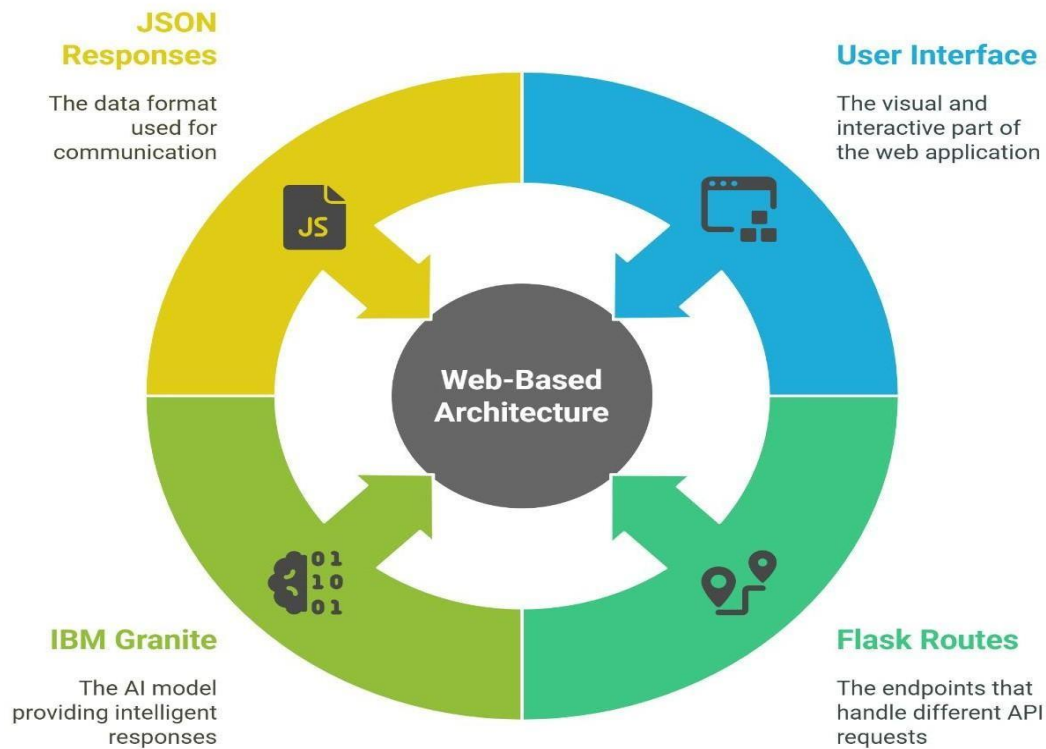 JSON
Responses
The data format
used for
communication
User Interface
The visual and
interactive part of
the web application
JS
Web-Based
Architecture
01
10
01
IBM Granite
The AI model
providing intelligent
responses
Flask Routes
The endpoints that
handle different API
requests